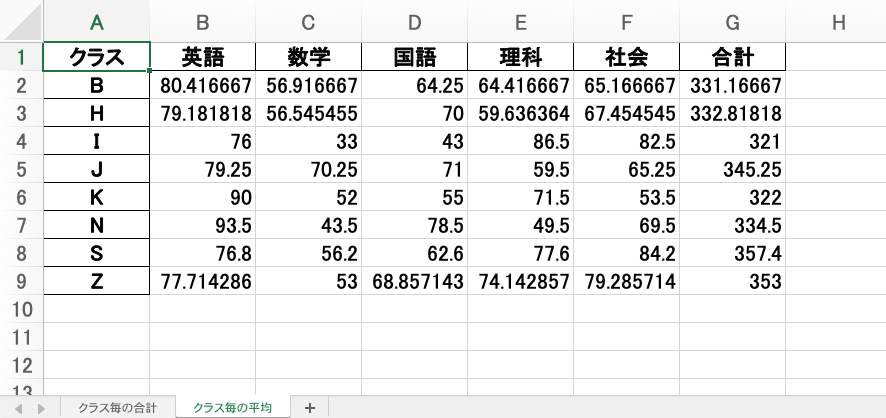 A B C D E F G H
1 クラス 英語 数学 国語 理科 社会 合計
2 B 80.416667 56.916667 64.25 64.416667 65.166667 331.16667
3 H 79.181818 56.545455 70 59.636364 67.454545 332.81818
4 I 76 33 43 86.5 82.5 321
5 J 79.25 70.25 71 59.5 65.25 345.25
6 K 90 52 55 71.5 53.5 322
7 N 93.5 43.5 78.5 49.5 69.5 334.5
8 S 76.8 56.2 62.6 77.6 84.2 357.4
9 Z 77.714286 53 68.857143 74.142857 79.285714 353
10
11
12
13
クラス毎の合計 クラス毎の平均 +